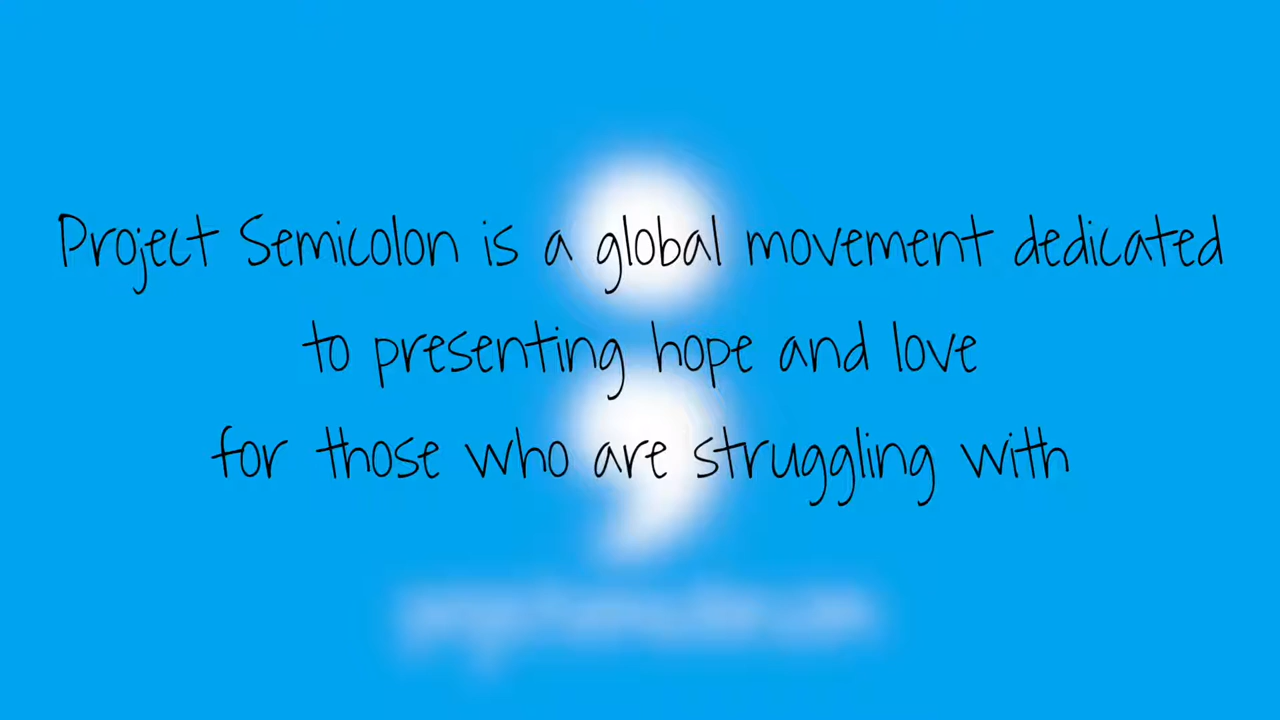 Project Semicolon is a global movement dedicated
to presenting hope and love
for those who are struggling with